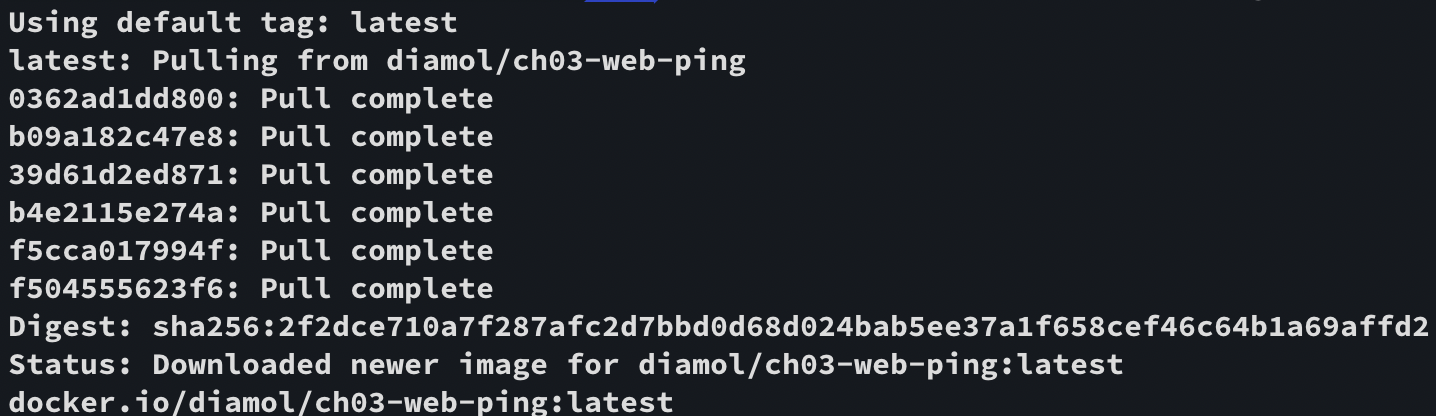 Using default tag: latest
latest: Pulling from diamol/ch03-web-ping
0362ad1dd800: Pull complete
b09a182c47e8: Pull complete
39d61d2ed871: Pull complete
b4e2115e274a: Pull complete
f5cca017994f: Pull complete
f504555623f6: Pull complete
Digest: sha256:2f2dce710a7f287afc2d7bbd0d68d024bab5ee37a1f658cef46c64b1a69affd2
Status: Downloaded newer image for diamol/ch03-web-ping:latest
docker.io/diamol/ch03-web-ping:latest